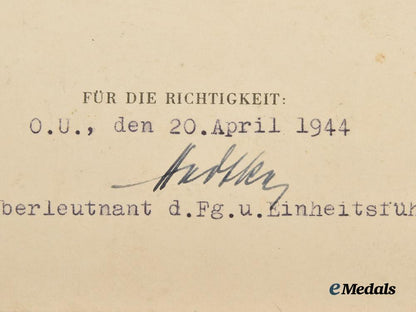 FÜR DIE RICHTIGKEIT:
O.U., den 20.April 1944
berleutnant d.Fg.u.Einheitsfüh
eMedals